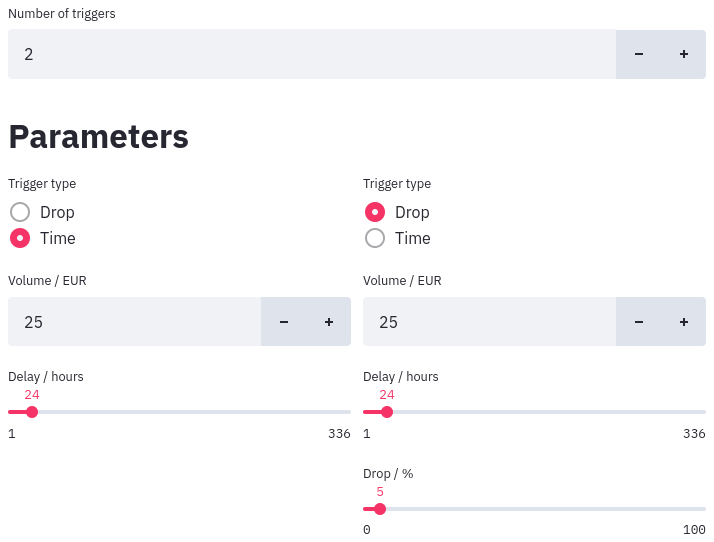 Number of triggers
2 − +
Parameters
Trigger type
Drop
Time
Volume / EUR
25 − +
Delay / hours
24
1 336
Trigger type
Drop
Time
Volume / EUR
25 − +
Delay / hours
24
1 336
Drop / %
5
0 100